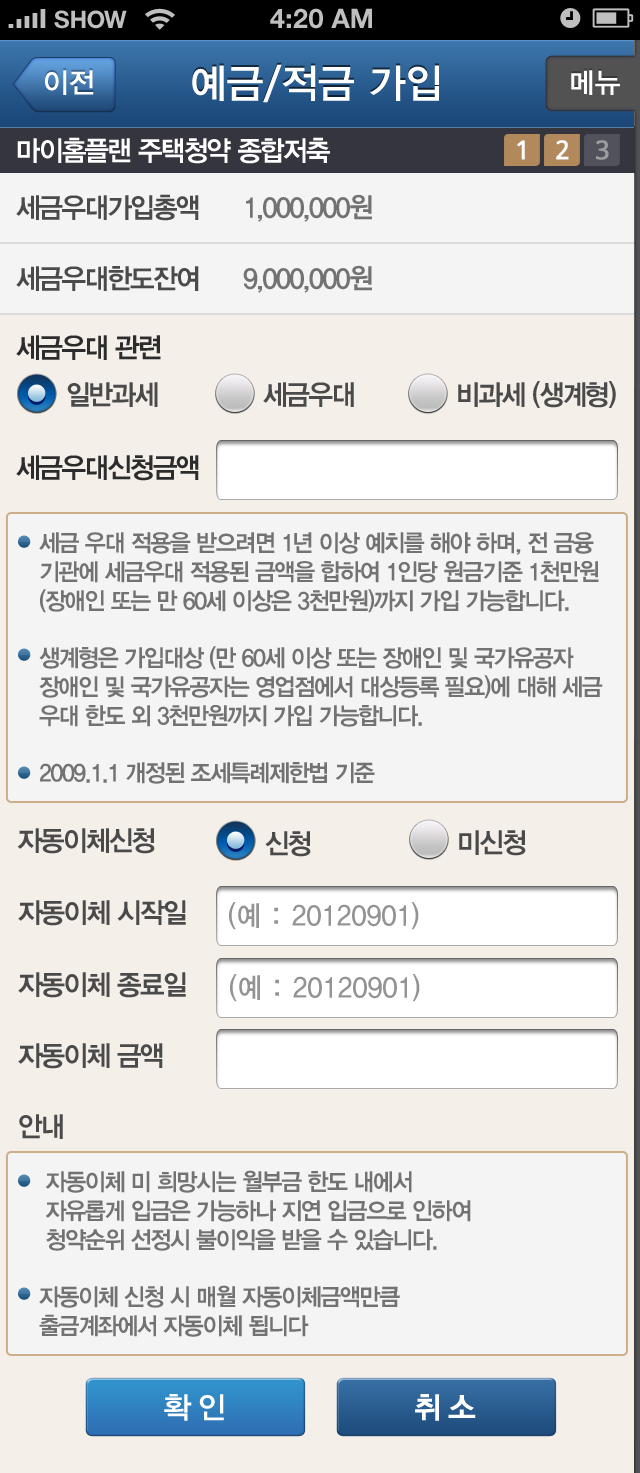 SHOW 4:20 AM
이전 예금/적금 가입 메뉴
마이홈플랜 주택청약 종합저축 1 2 3
세금우대가입총액 1,000,000원
세금우대한도잔여 9,000,000원
세금우대 관련
일반과세 세금우대 비과세 (생계형)
세금우대신청금액
세금 우대 적용을 받으려면 1년 이상 예치를 해야 하며, 전 금융
기관에 세금우대 적용된 금액을 합하여 1인당 원금기준 1천만원
(장애인 또는 만 60세 이상은 3천만원)까지 가입 가능합니다.
생계형은 가입대상 (만 60세 이상 또는 장애인 및 국가유공자
장애인 및 국가유공자는 영업점에서 대상등록 필요)에 대해 세금
우대 한도 외 3천만원까지 가입 가능합니다.
2009.1.1 개정된 조세특례제한법 기준
자동이체신청 신청 미신청
자동이체 시작일 (예 : 20120901)
자동이체 종료일 (예 : 20120901)
자동이체 금액
안내
자동이체 미 희망시는 월부금 한도 내에서
자유롭게 입금은 가능하나 지연 입금으로 인하여
청약순위 선정시 불이익을 받을 수 있습니다.
자동이체 신청 시 매월 자동이체금액만큼
출금계좌에서 자동이체 됩니다
확인 취소